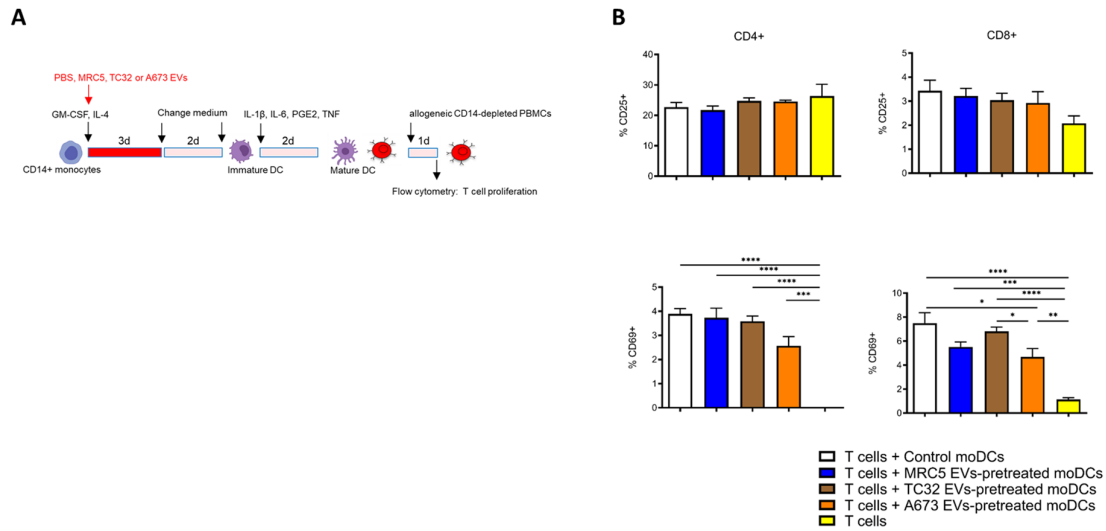 A
PBS, MRC5, TC32 or A673 EVs
GM-CSF, IL-4
Change medium
IL-1β, IL-6, PGE2, TNF
allogeneic CD14-depleted PBMCs
3d
2d
2d
1d
CD14+ monocytes
Immature DC
Mature DC
Flow cytometry: T cell proliferation
B
CD4+
% CD25+
40
30
20
10
0
CD8+
% CD25+
5
4
3
2
1
0
% CD69+
5
4
3
2
1
0
****
****
****
***
% CD69+
10
8
6
4
2
0
****
***
****
*
*
**
T cells + Control moDCs
T cells + MRC5 EVs-pretreated moDCs
T cells + TC32 EVs-pretreated moDCs
T cells + A673 EVs-pretreated moDCs
T cells